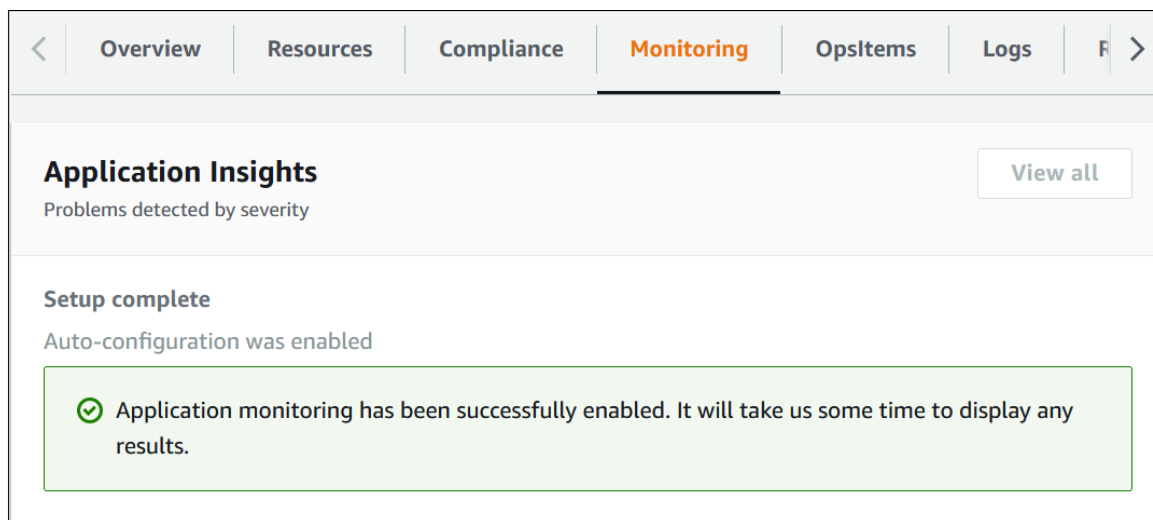 Overview Resources Compliance Monitoring OpsItems Logs
Application Insights
View all
Problems detected by severity
Setup complete
Auto-configuration was enabled
Application monitoring has been successfully enabled. It will take us some time to display any
results.